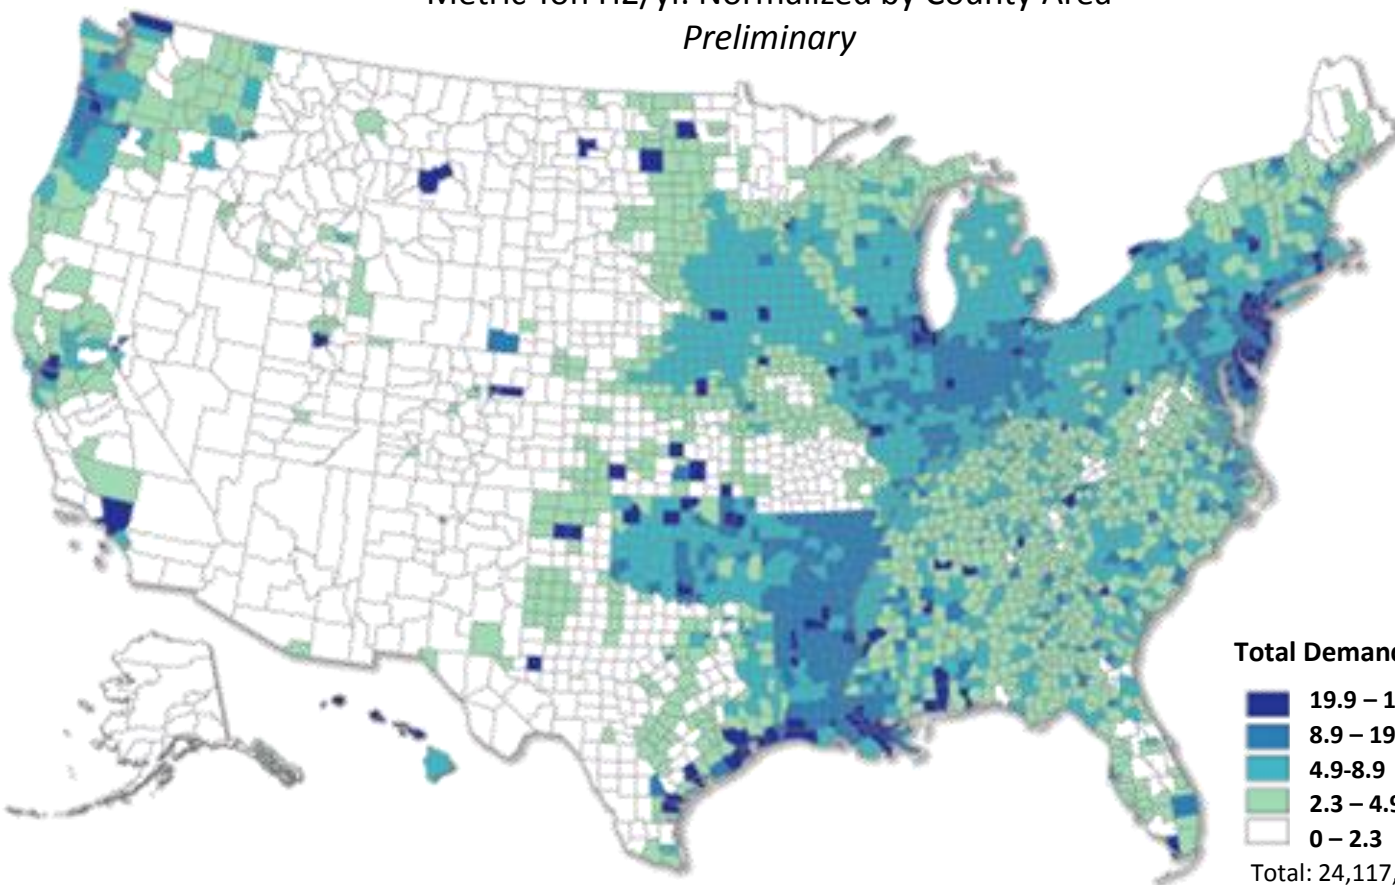 Metric Ton H2/yr. Normalized by County Area
Preliminary
Total Deman
19.9 – 1
8.9 – 19
4.9-8.9
2.3 – 4.9
0 – 2.3
Total: 24,117,